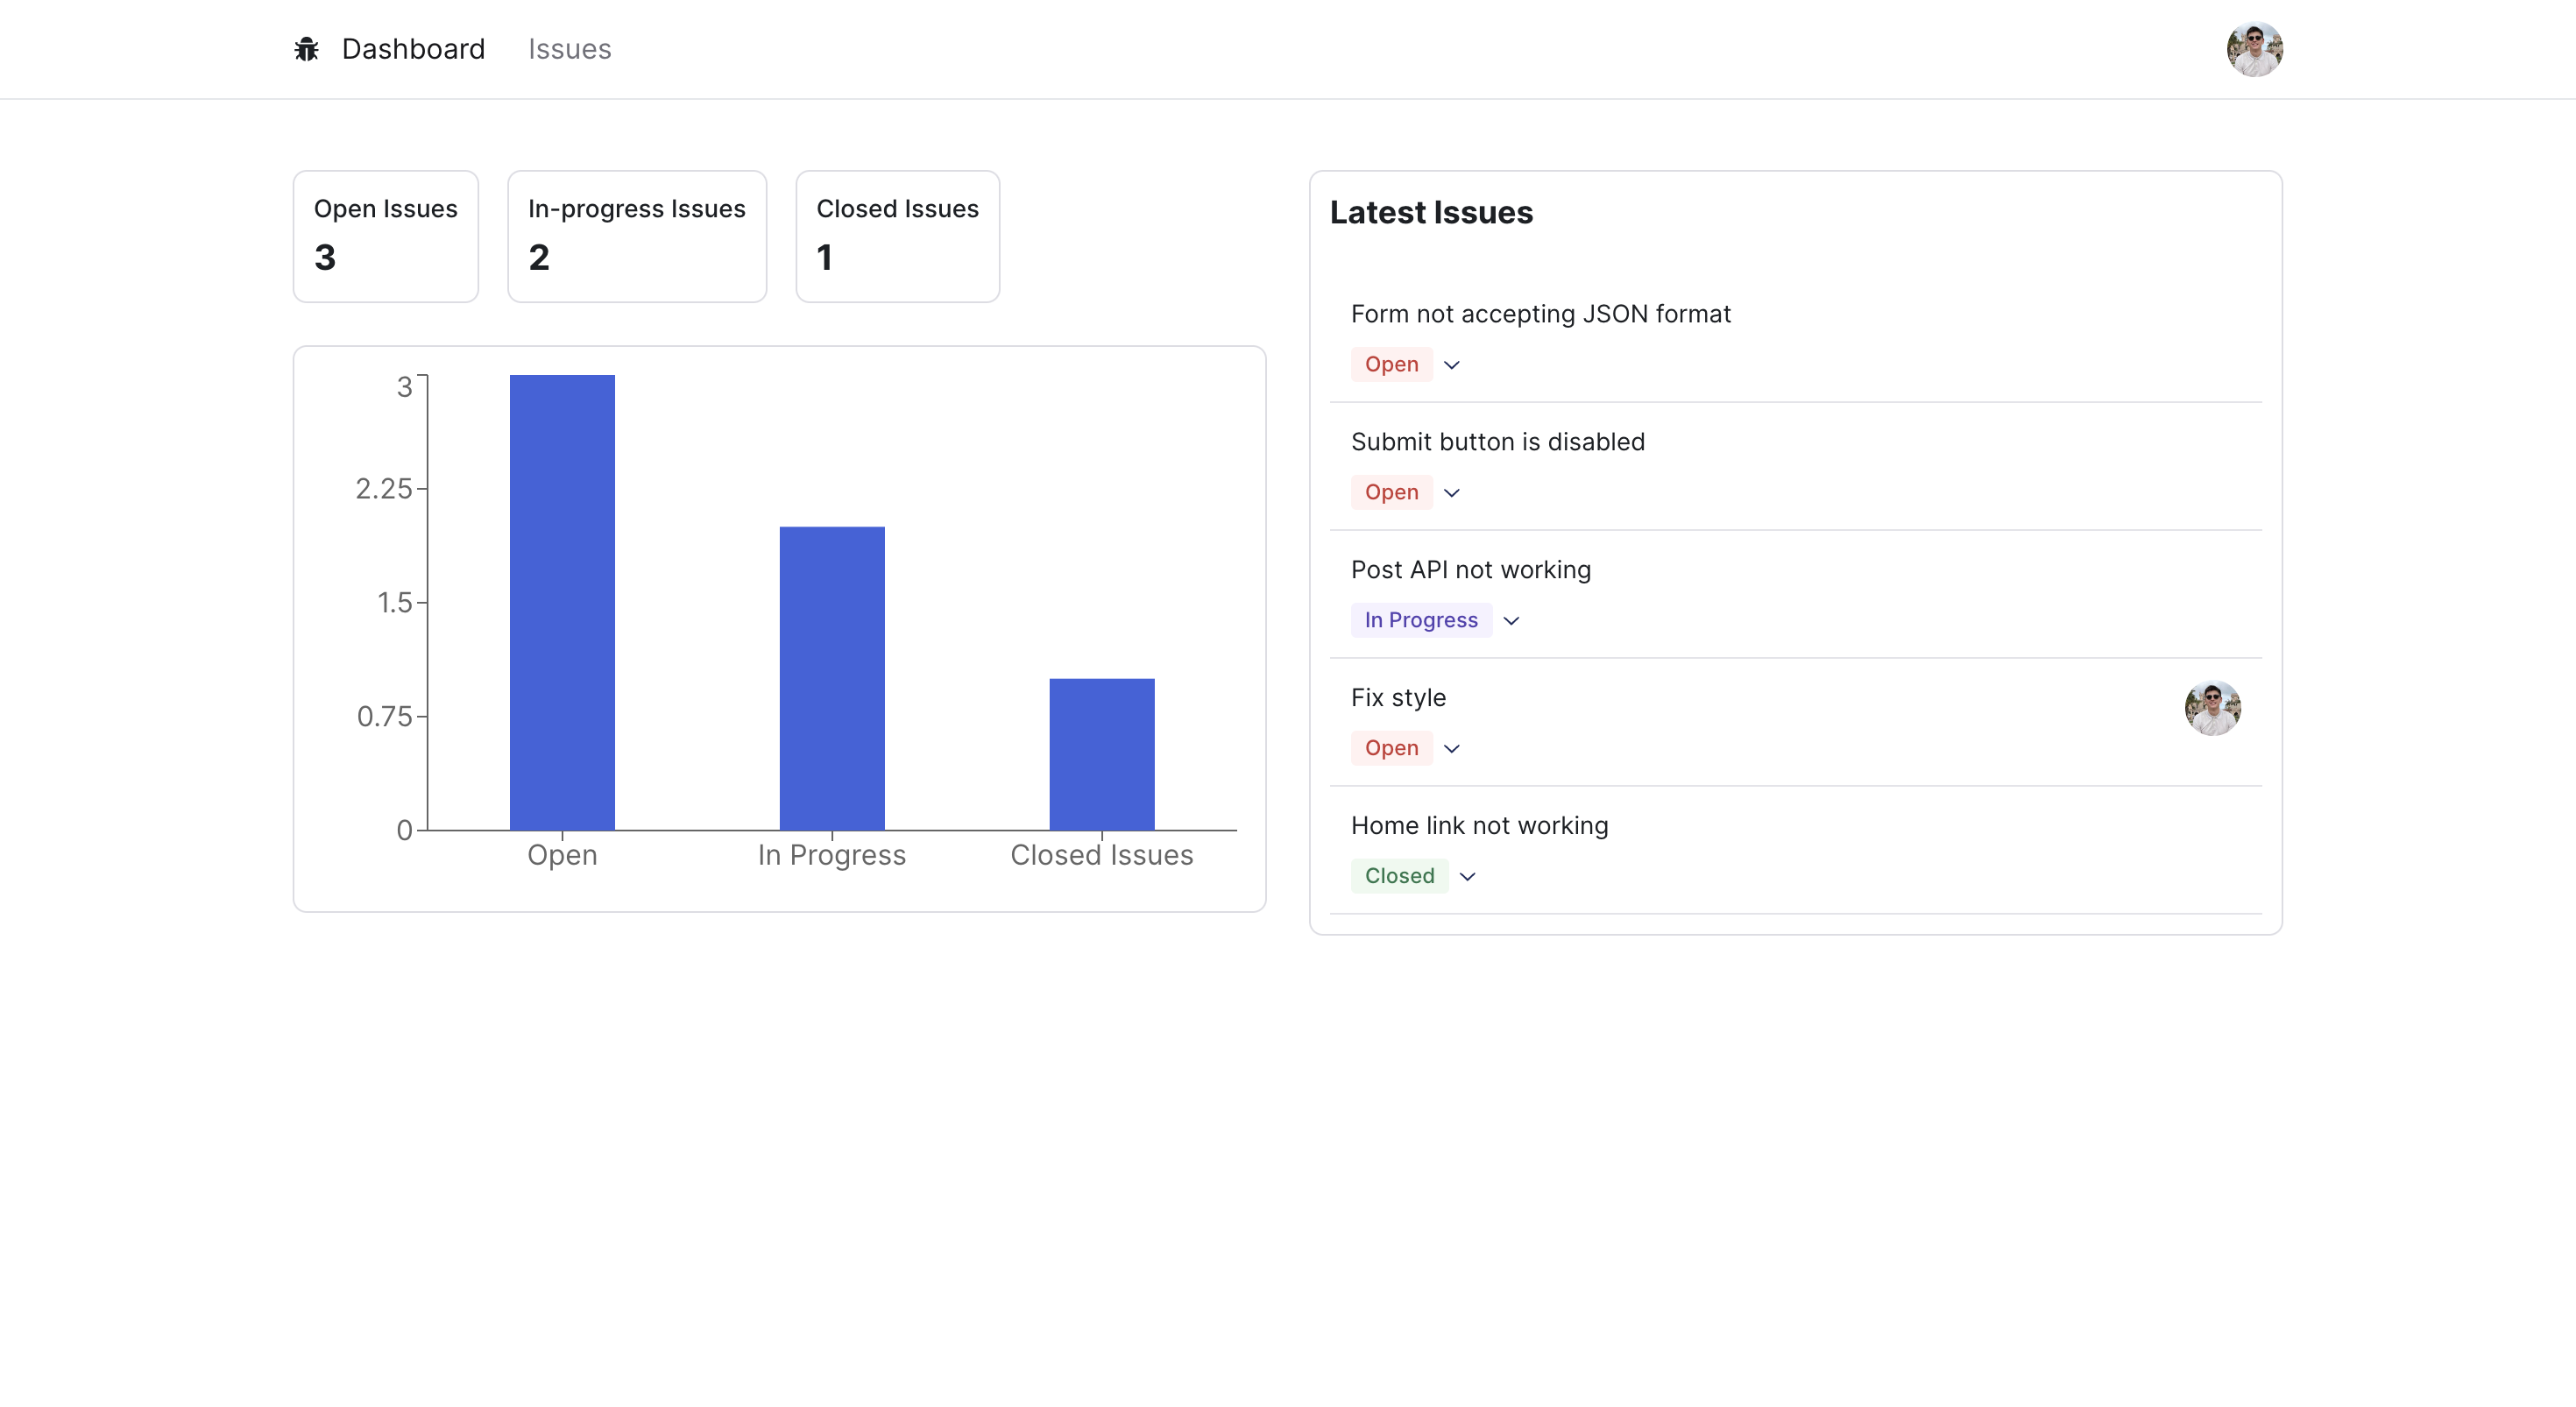 Dashboard Issues
Open Issues
3
In-progress Issues
2
Closed Issues
1
3
2.25
1.5
0.75
0
Open
In Progress
Closed Issues
Latest Issues
Form not accepting JSON format
Open
Submit button is disabled
Open
Post API not working
In Progress
Fix style
Open
Home link not working
Closed